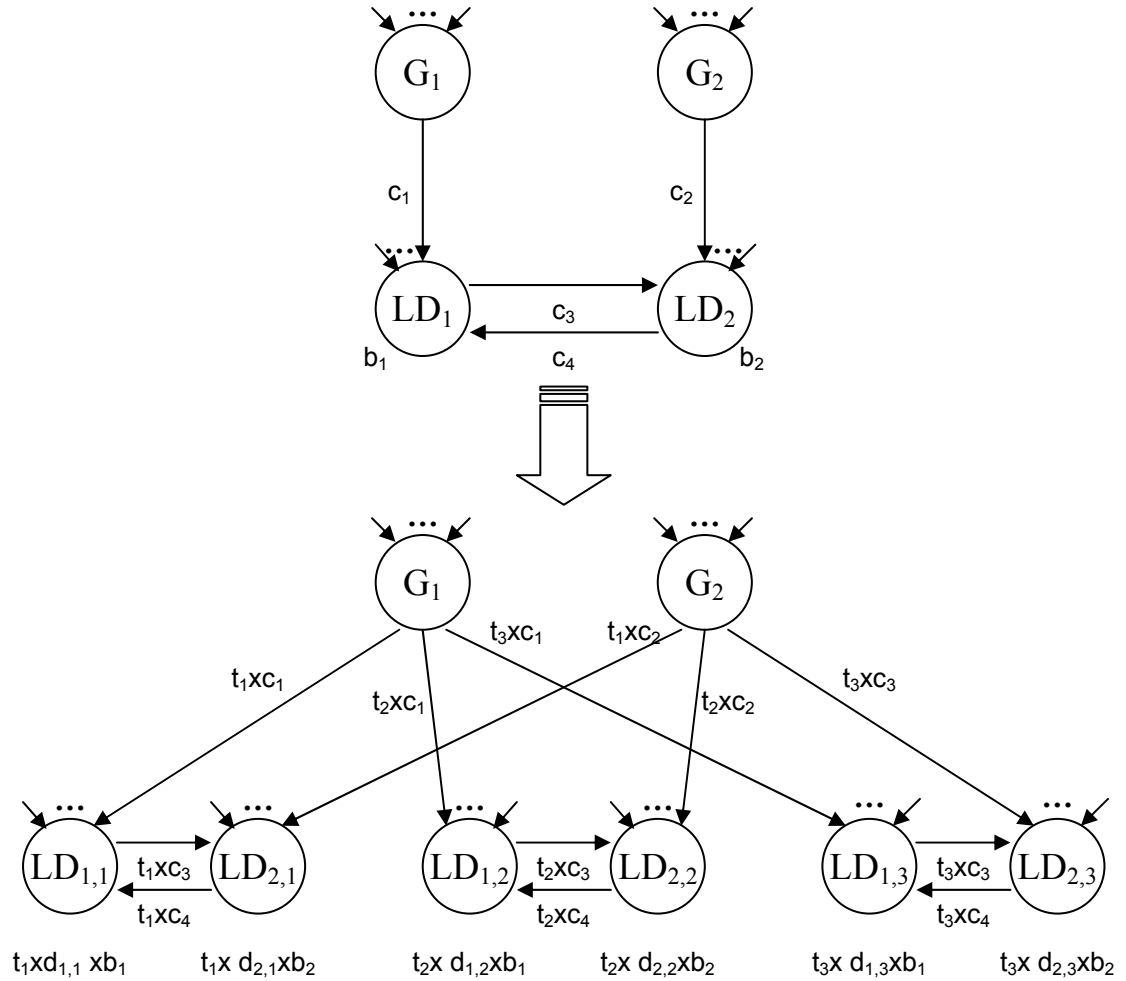 ... ...
G₁ G₂
c₁ c₂
... ...
LD₁ c₃ LD₂
b₁ c₄ b₂
... ...
G₁ G₂
t₃xc₁ t₁xc₂
t₁xc₁ t₂xc₁ t₂xc₂ t₃xc₃
... ... ... ... ... ...
LD₁,₁ t₁xc₃ LD₂,₁ LD₁,₂ t₂xc₃ LD₂,₂ LD₁,₃ t₃xc₃ LD₂,₃
t₁xc₄ t₂xc₄ t₃xc₄
t₁xd₁,₁ xb₁ t₁x d₂,₁xb₂ t₂x d₁,₂xb₁ t₂x d₂,₂xb₂ t₃x d₁,₃xb₁ t₃x d₂,₃xb₂